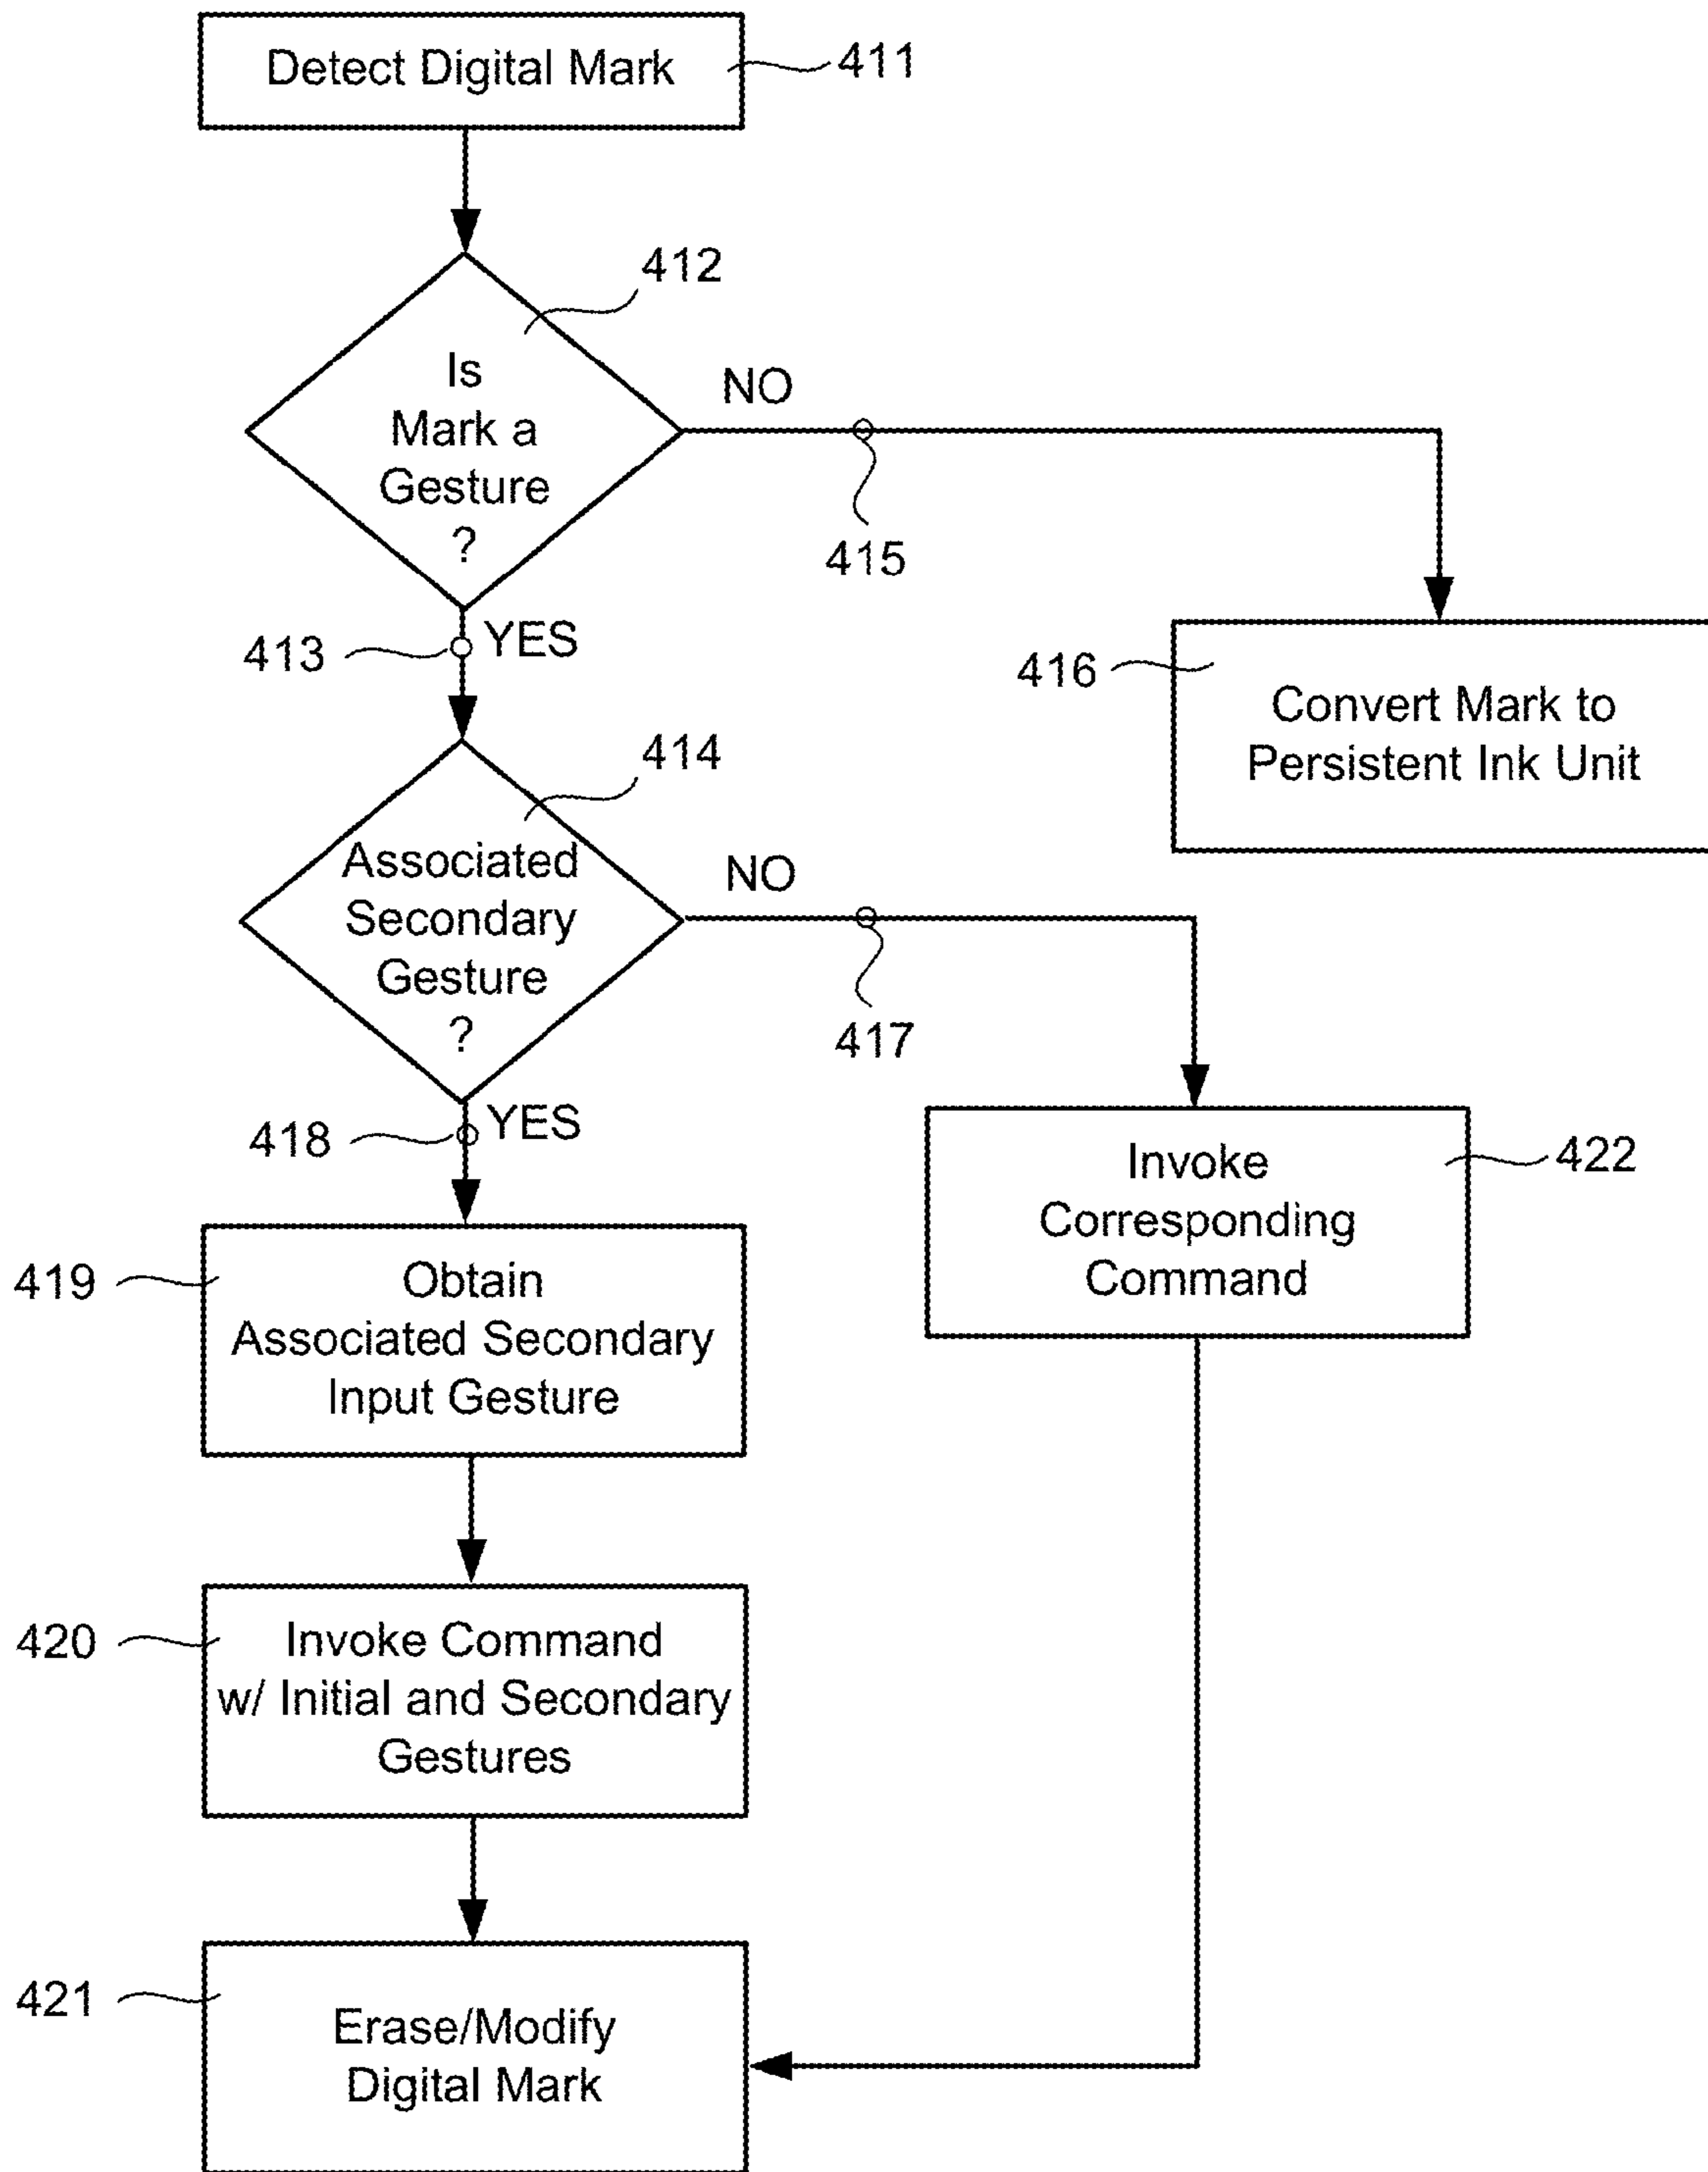 Detect Digital Mark
411
412
Is
Mark a
Gesture
?
NO
415
413
YES
416
Convert Mark to
Persistent Ink Unit
414
Associated
Secondary
Gesture
?
NO
417
418
YES
422
Invoke
Corresponding
Command
419
Obtain
Associated Secondary
Input Gesture
420
Invoke Command
w/ Initial and Secondary
Gestures
421
Erase/Modify
Digital Mark